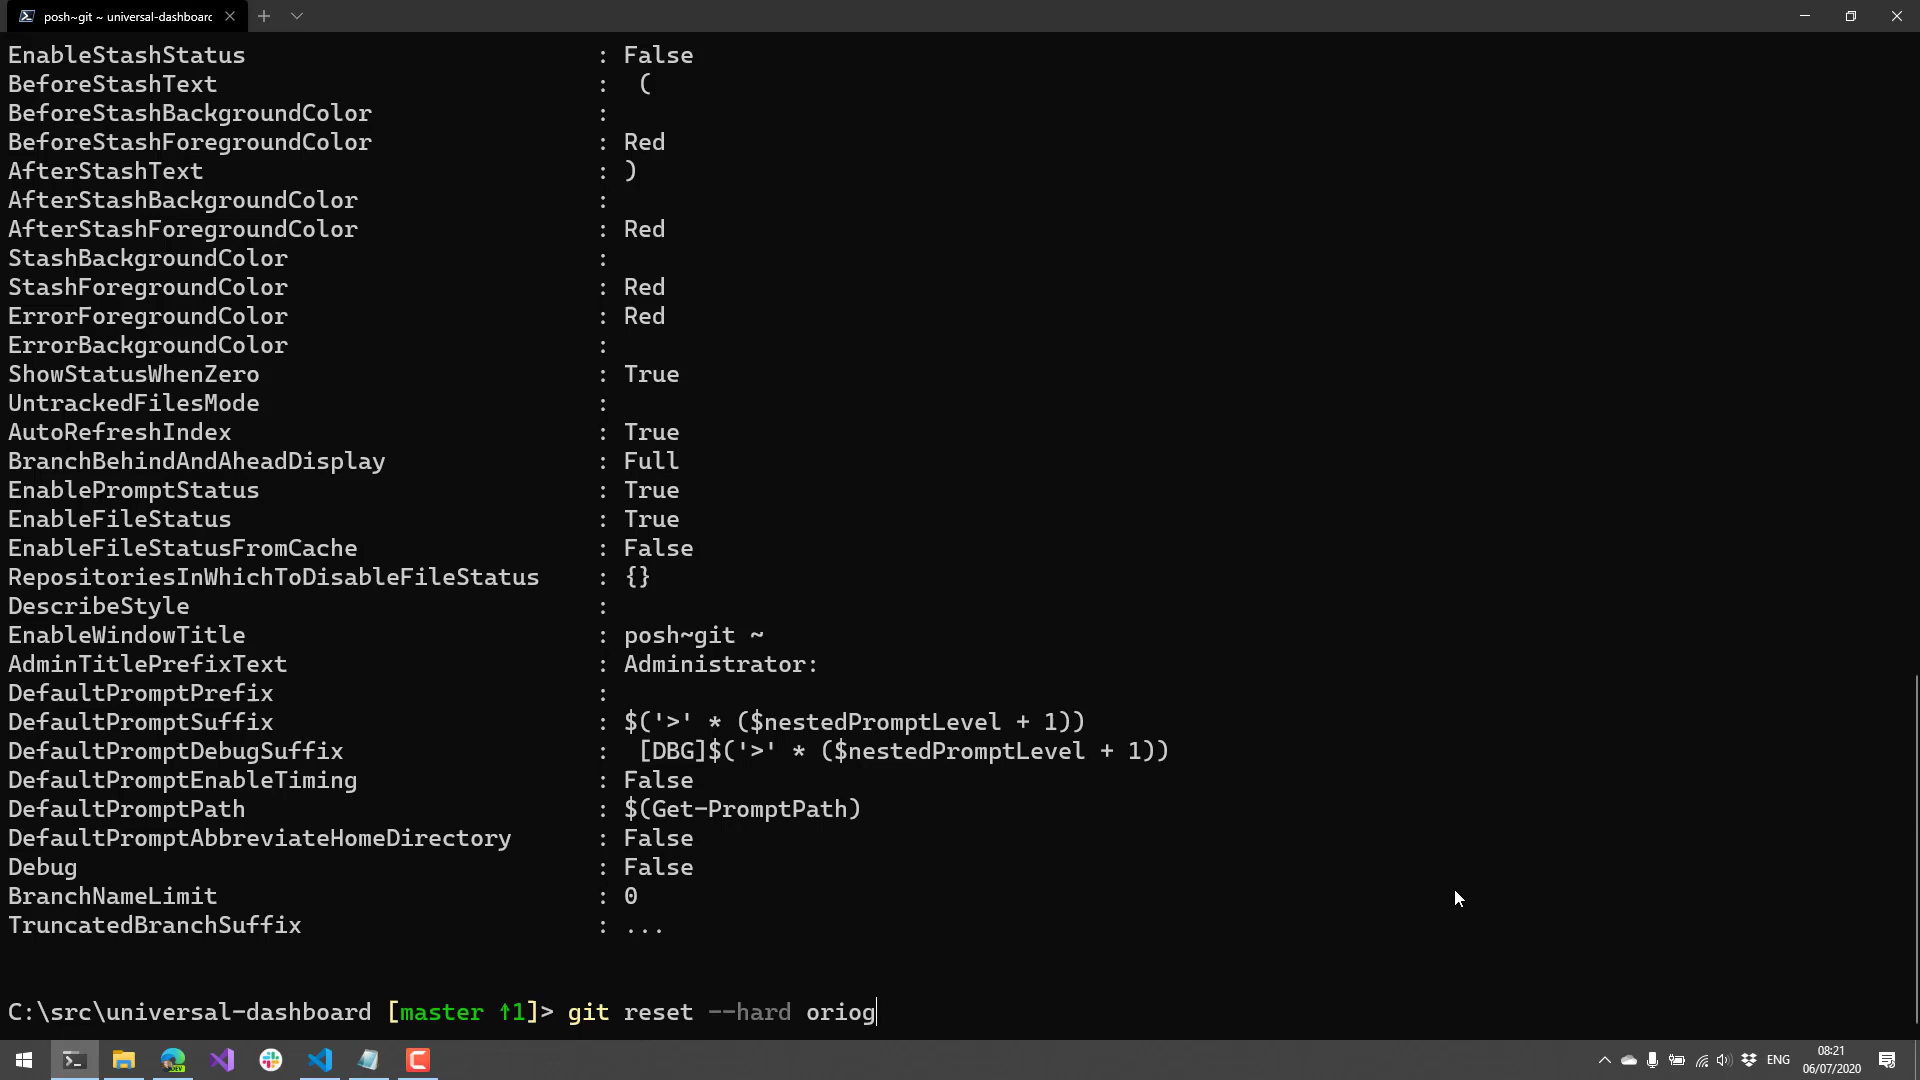 posh~git ~ universal-dashboard
EnableStashStatus : False
BeforeStashText : (
BeforeStashBackgroundColor :
BeforeStashForegroundColor : Red
AfterStashText : )
AfterStashBackgroundColor :
AfterStashForegroundColor : Red
StashBackgroundColor :
StashForegroundColor : Red
ErrorForegroundColor : Red
ErrorBackgroundColor :
ShowStatusWhenZero : True
UntrackedFilesMode :
AutoRefreshIndex : True
BranchBehindAndAheadDisplay : Full
EnablePromptStatus : True
EnableFileStatus : True
EnableFileStatusFromCache : False
RepositoriesInWhichToDisableFileStatus : {}
DescribeStyle :
EnableWindowTitle : posh~git ~
AdminTitlePrefixText : Administrator:
DefaultPromptPrefix :
DefaultPromptSuffix : $('>' * ($nestedPromptLevel + 1))
DefaultPromptDebugSuffix : [DBG]$('>' * ($nestedPromptLevel + 1))
DefaultPromptEnableTiming : False
DefaultPromptPath : $(Get-PromptPath)
DefaultPromptAbbreviateHomeDirectory : False
Debug : False
BranchNameLimit : 0
TruncatedBranchSuffix : ...
C:\src\universal-dashboard [master ↑1]> git reset --hard oriog
ENG
08:21
06/07/2020